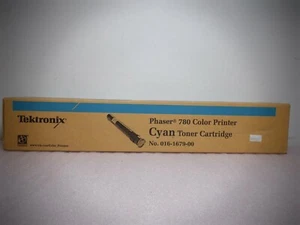 Tektronix
Phaser® 780 Color Printer
Cyan Toner Cartridge
No. 016-1679-00